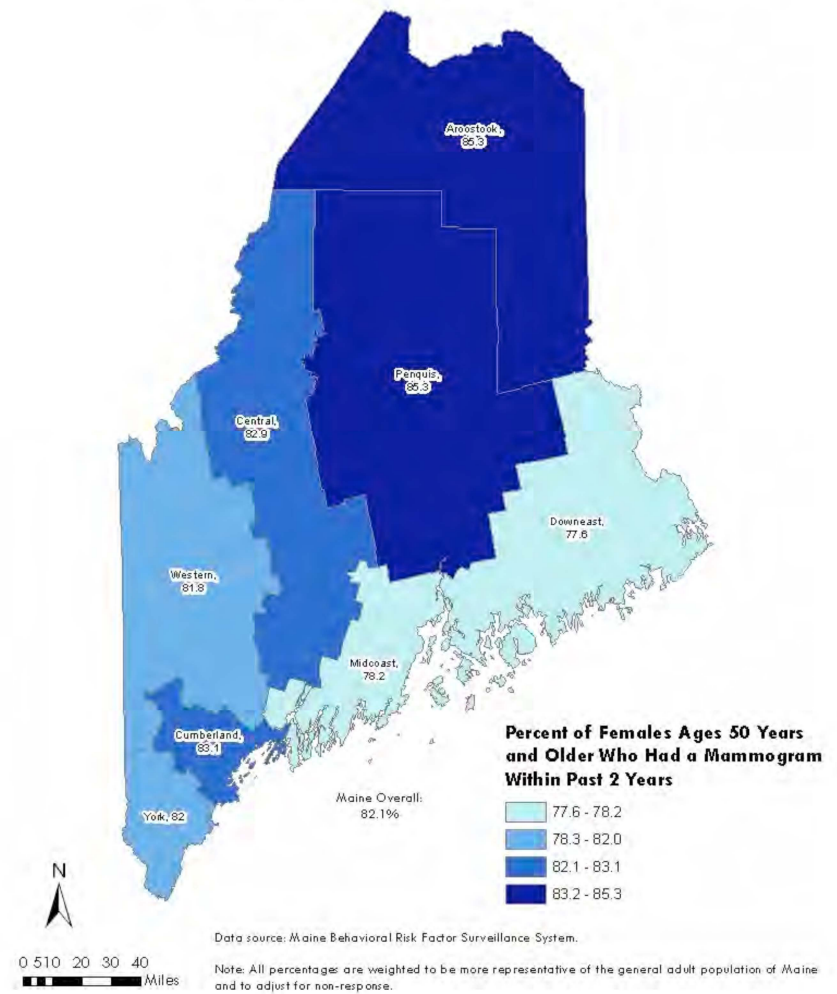 Aroostook,
85.3
Penquis,
85.3
Central,
82.9
Downeast,
77.6
Western,
81.8
Midcoast,
78.2
Cumberland,
83.1
York, 82
Maine Overall:
82.1%
Percent of Females Ages 50 Years
and Older Who Had a Mammogram
Within Past 2 Years
77.6 - 78.2
78.3 - 82.0
82.1 - 83.1
83.2 - 85.3
N
0 510 20 30 40
Miles
Data source: Maine Behavioral Risk Factor Surveillance System.
Note: All percentages are weighted to be more representative of the general adult population of Maine
and to adjust for non-response.